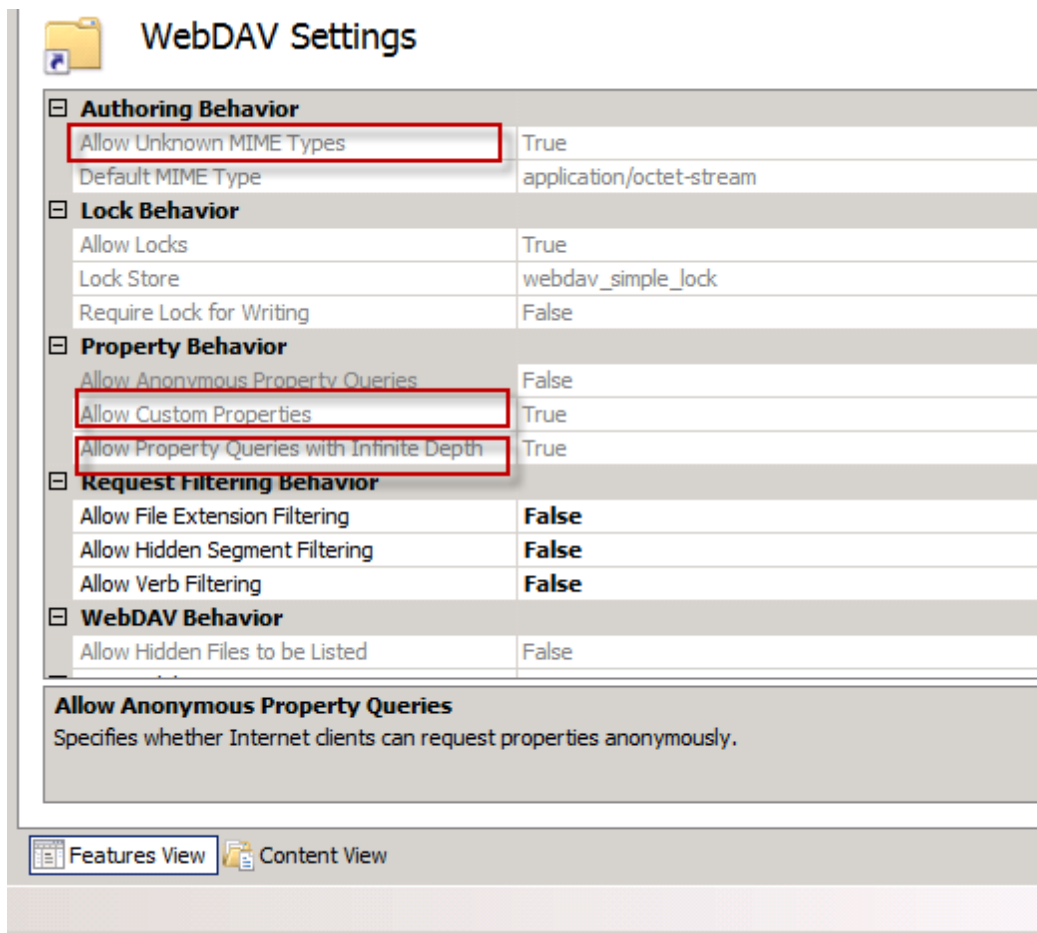 WebDAV Settings
Authoring Behavior
Allow Unknown MIME Types True
Default MIME Type application/octet-stream
Lock Behavior
Allow Locks True
Lock Store webdav_simple_lock
Require Lock for Writing False
Property Behavior
Allow Anonymous Property Queries False
Allow Custom Properties True
Allow Property Queries with Infinite Depth True
Request Filtering Behavior
Allow File Extension Filtering False
Allow Hidden Segment Filtering False
Allow Verb Filtering False
WebDAV Behavior
Allow Hidden Files to be Listed False
Allow Anonymous Property Queries
Specifies whether Internet clients can request properties anonymously.
Features View Content View